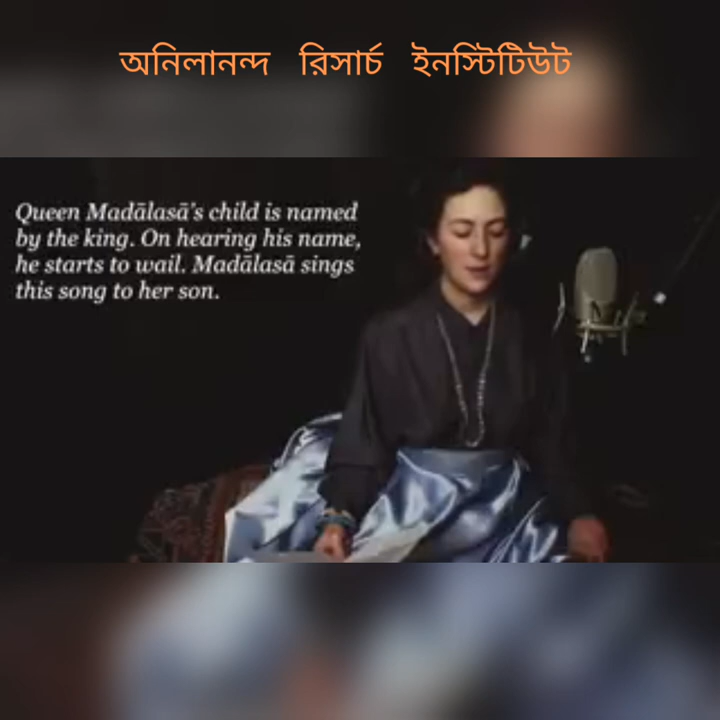 অনিলানন্দ রিসার্চ ইনস্টিটিউট
Queen Madālasā's child is named
by the king. On hearing his name,
he starts to wail. Madālasā sings
this song to her son.